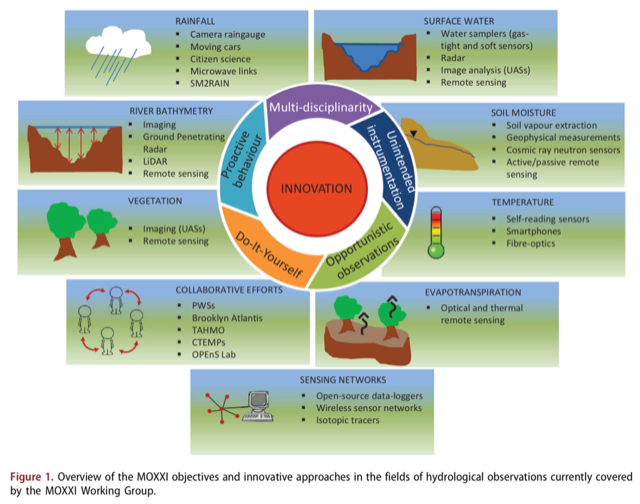 RAINFALL
▪ Camera raingauge
▪ Moving cars
▪ Citizen science
▪ Microwave links
▪ SM2RAIN
SURFACE WATER
▪ Water samplers (gas-
tight and soft sensors)
▪ Radar
▪ Image analysis (UASs)
▪ Remote sensing
RIVER BATHYMETRY
▪ Imaging
▪ Ground Penetrating
Radar
▪ LiDAR
▪ Remote sensing
Multi-disciplinarity
Unintended
instrumentation
Opportunistic
observations
Do-It-Yourself
Proactive
behaviour
INNOVATION
SOIL MOISTURE
▪ Soil vapour extraction
▪ Geophysical measurements
▪ Cosmic ray neutron sensors
▪ Active/passive remote
sensing
VEGETATION
▪ Imaging (UASs)
▪ Remote sensing
TEMPERATURE
▪ Self-reading sensors
▪ Smartphones
▪ Fibre-optics
COLLABORATIVE EFFORTS
▪ PWSs
▪ Brooklyn Atlantis
▪ TAHMO
▪ CTEMPs
▪ OPEnS Lab
EVAPOTRANSPIRATION
▪ Optical and thermal
remote sensing
SENSING NETWORKS
▪ Open-source data-loggers
▪ Wireless sensor networks
▪ Isotopic tracers
Figure 1. Overview of the MOXXI objectives and innovative approaches in the fields of hydrological observations currently covered
by the MOXXI Working Group.